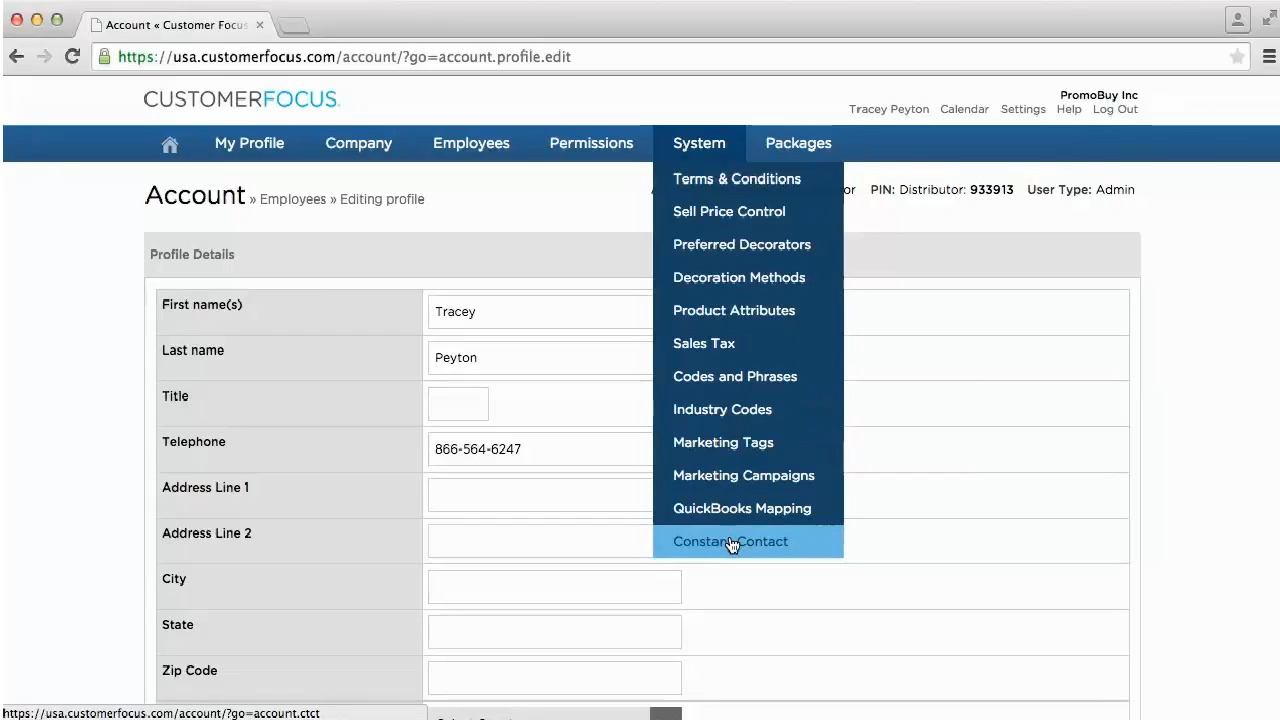 Account « Customer Focus
https://usa.customerfocus.com/account/?go=account.profile.edit
CUSTOMERFOCUS.
PromoBuy Inc
Tracey Peyton Calendar Settings Help Log Out
My Profile Company Employees Permissions System Packages
Account » Employees » Editing profile
PIN: Distributor: 933913 User Type: Admin
Terms & Conditions
Sell Price Control
Preferred Decorators
Decoration Methods
Product Attributes
Sales Tax
Codes and Phrases
Industry Codes
Marketing Tags
Marketing Campaigns
QuickBooks Mapping
Constant Contact
Profile Details
First name(s) Tracey
Last name Peyton
Title
Telephone 866-564-6247
Address Line 1
Address Line 2
City
State
Zip Code
https://usa.customerfocus.com/account/?go=account.ctct